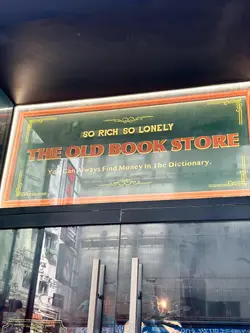 SO RICH SO LONELY
THE OLD BOOK STORE
You Can Always Find Money In The Dictionary.